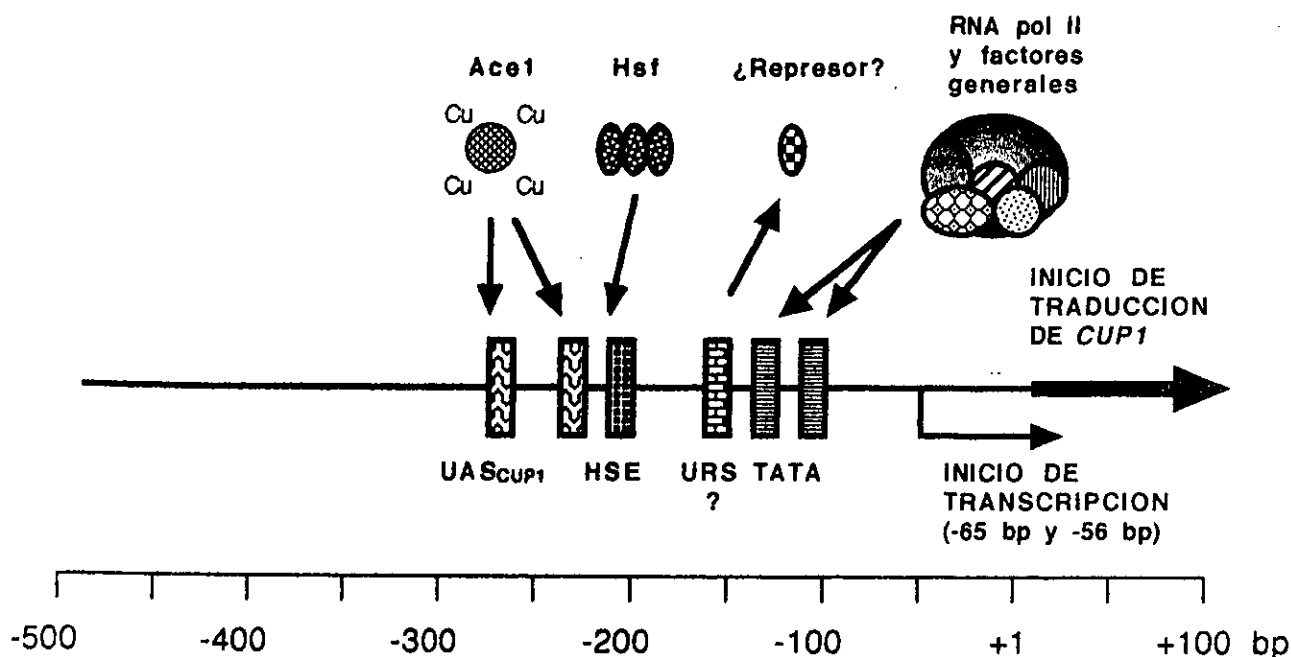 RNA pol II
y factores
generales
Ace1 Hsf ¿Represor?
Cu Cu
Cu Cu
INICIO DE
TRADUCCION
DE CUP1
UASCUP1 HSE URS TATA
?
INICIO DE
TRANSCRIPCION
(-65 bp y -56 bp)
-500 -400 -300 -200 -100 +1 +100 bp